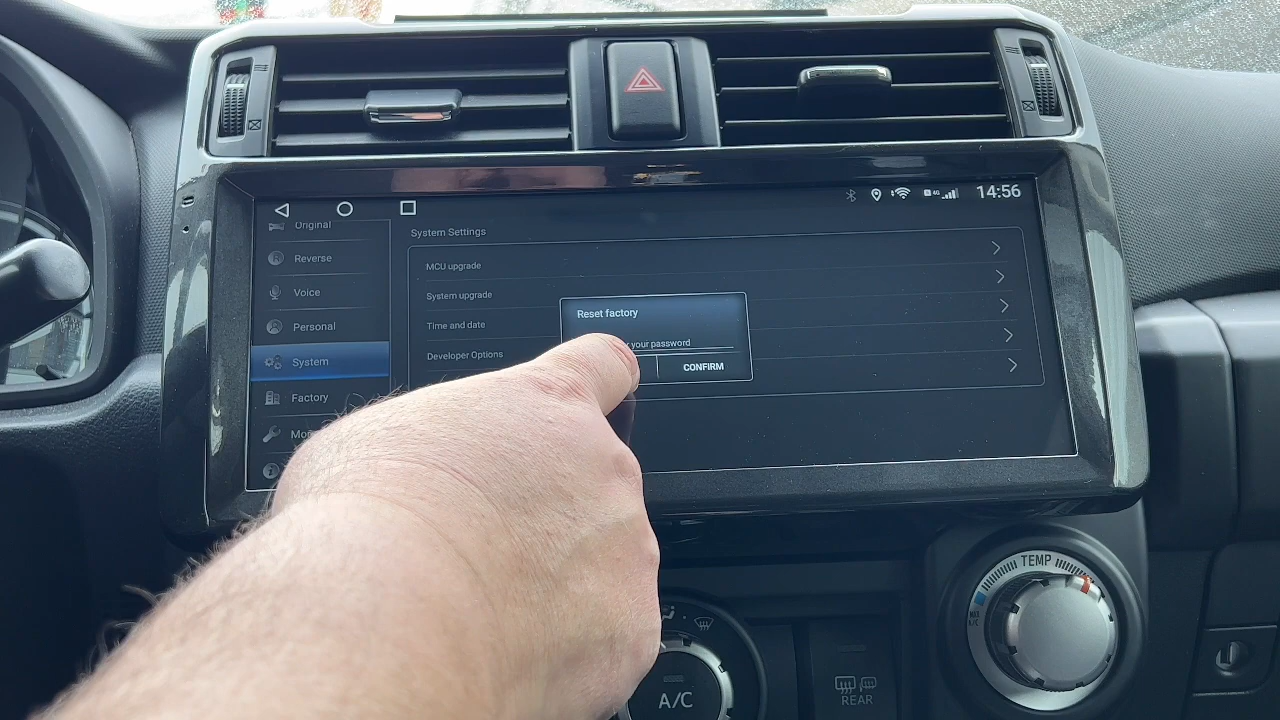 14:56
Original
Reverse
Voice
Personal
System
Factory
System Settings
MCU upgrade
System upgrade
Time and date
Developer Options
Reset factory
your password
CONFIRM
TEMP
MAX
A/C
A/C
REAR